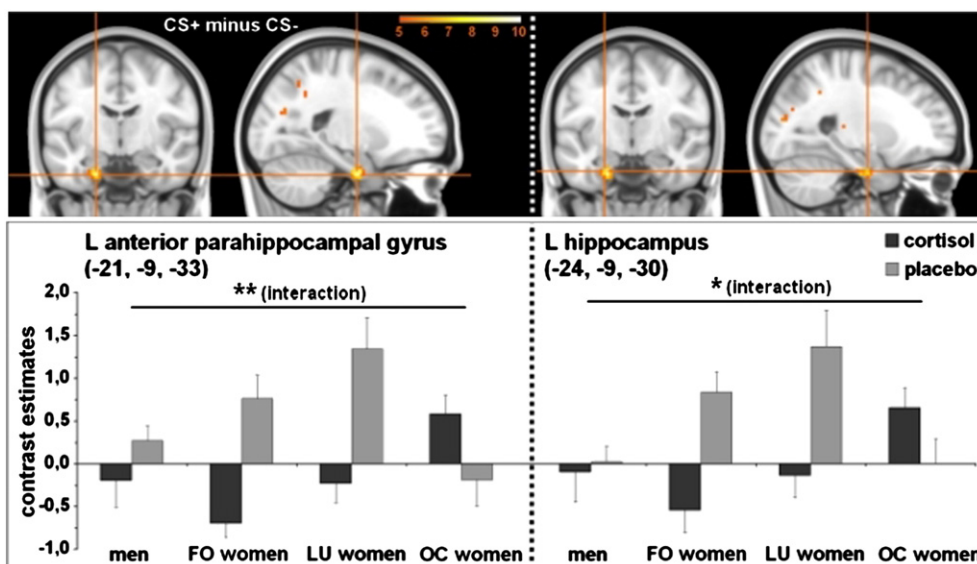 CS+ minus CS-
5 6 7 8 9 10
L anterior parahippocampal gyrus
(-21, -9, -33)
** (interaction)
L hippocampus
(-24, -9, -30)
* (interaction)
cortisol
placebo
contrast estimates
2,0
1,5
1,0
0,5
0,0
-0,5
-1,0
men FO women LU women OC women
men FO women LU women OC women